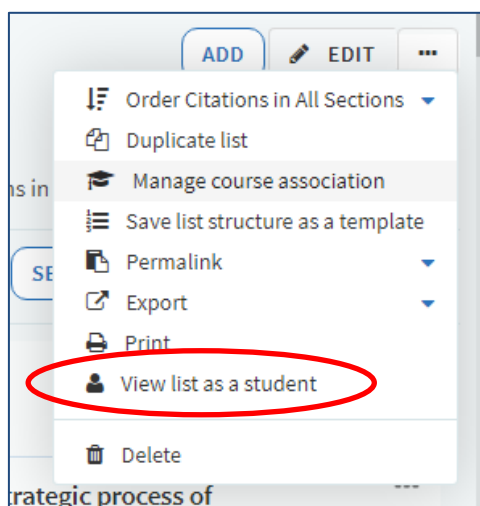 ADD EDIT ...
Order Citations in All Sections
Duplicate list
Manage course association
ns in
Save list structure as a template
SE
Permalink
Export
Print
View list as a student
Delete
trategic process of